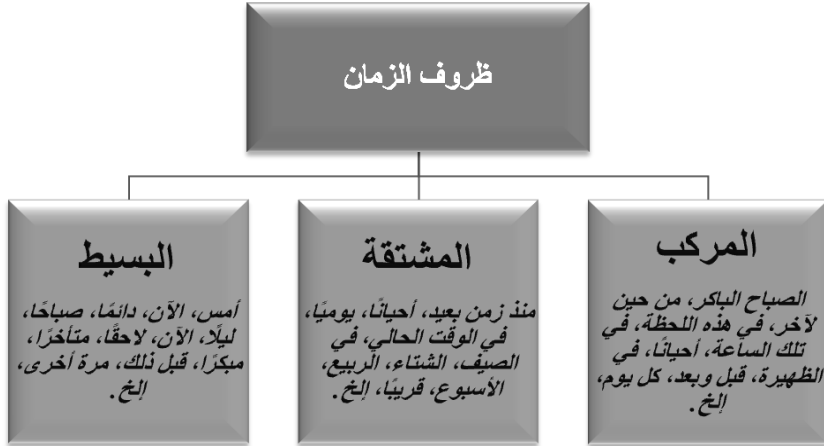 ظروف الزمان
المركب
الصباح الباكر، من حين
لآخر، في هذه اللحظة، في
تلك الساعة، أحيانًا، في
الظهيرة، قبل وبعد، كل يوم،
إلخ.
المشتقة
منذ زمن بعيد، أحيانًا، يوميًا،
في الوقت الحالي، في
الصيف، الشتاء، الربيع،
الأسبوع، قريبًا، إلخ.
البسيط
أمس، الآن، دائمًا، صباحًا،
ليلًا، الآن، لاحقًا، متأخرًا،
مبكرًا، قبل ذلك، مرة أخرى،
إلخ.